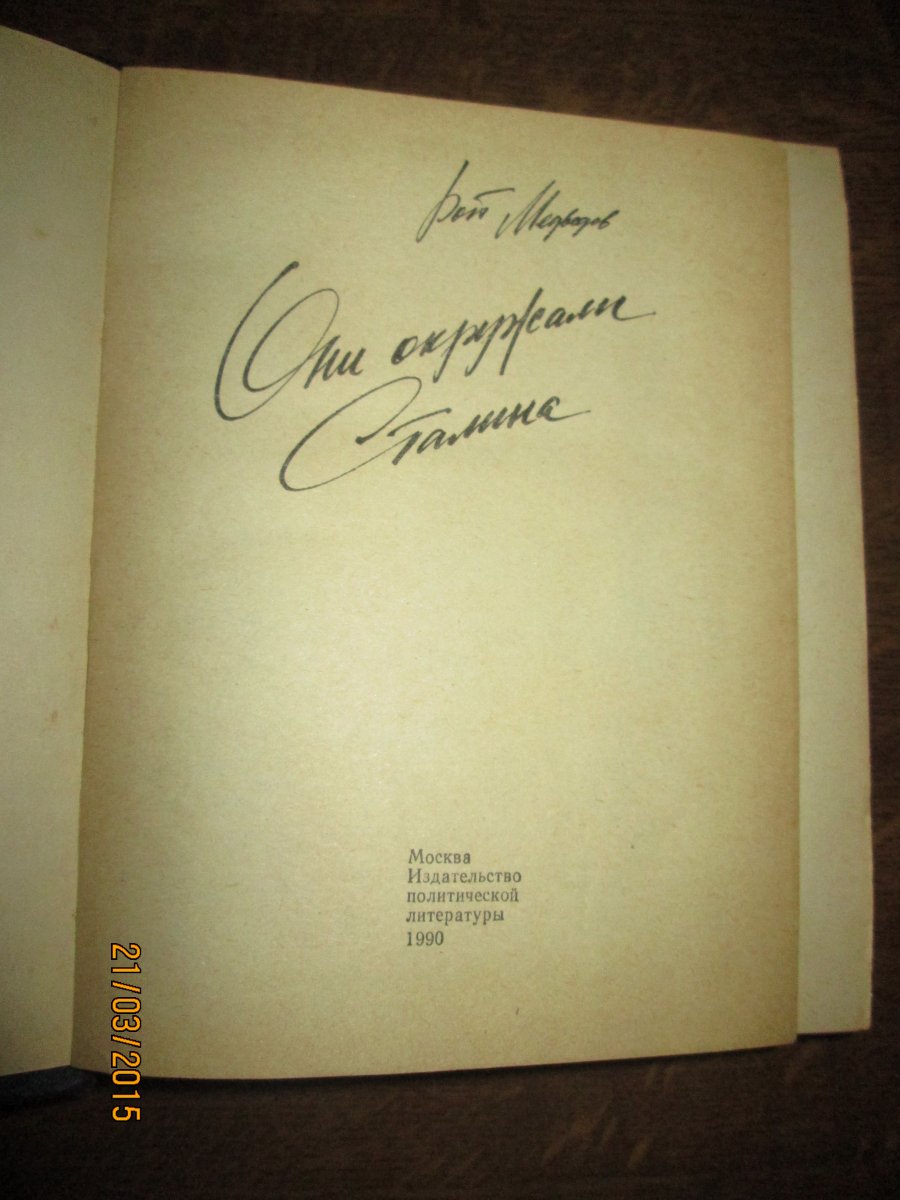 Рой Медведев
Они окружали
Сталина
Москва
Издательство
политической
литературы
1990
21/03/2015